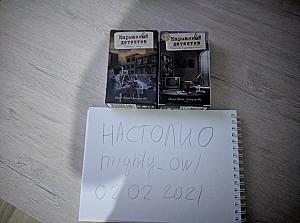 Карманный детектив
Карманный детектив
НАСТОЛИО
mighty_owl
02 02 2021